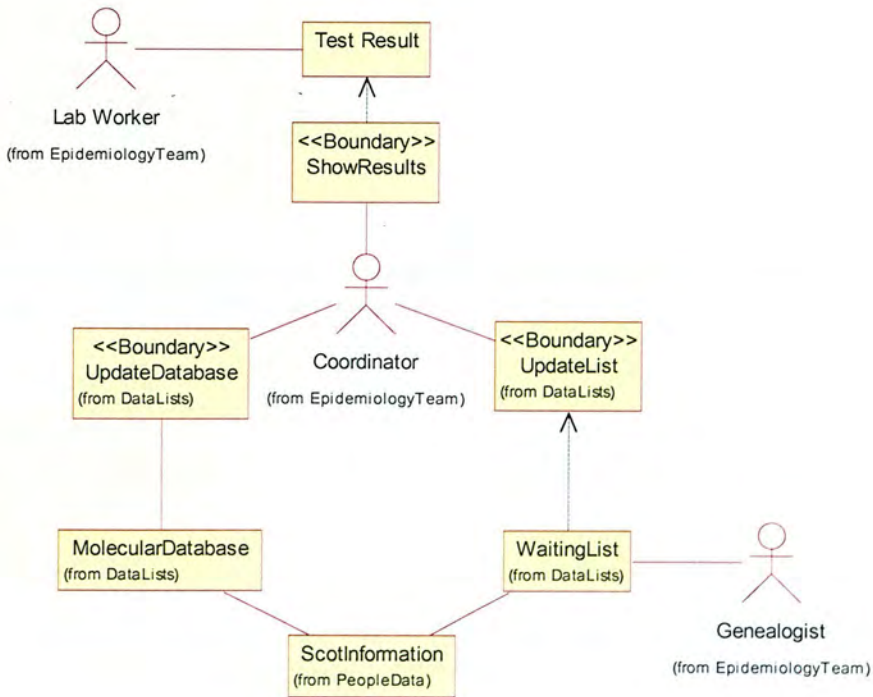 Test Result
Lab Worker
(from EpidemiologyTeam)
<<Boundary>>
ShowResults
<<Boundary>>
UpdateDatabase
(from DataLists)
Coordinator
(from EpidemiologyTeam)
<<Boundary>>
UpdateList
(from DataLists)
MolecularDatabase
(from DataLists)
WaitingList
(from DataLists)
Genealogist
(from EpidemiologyTeam)
ScotInformation
(from PeopleData)